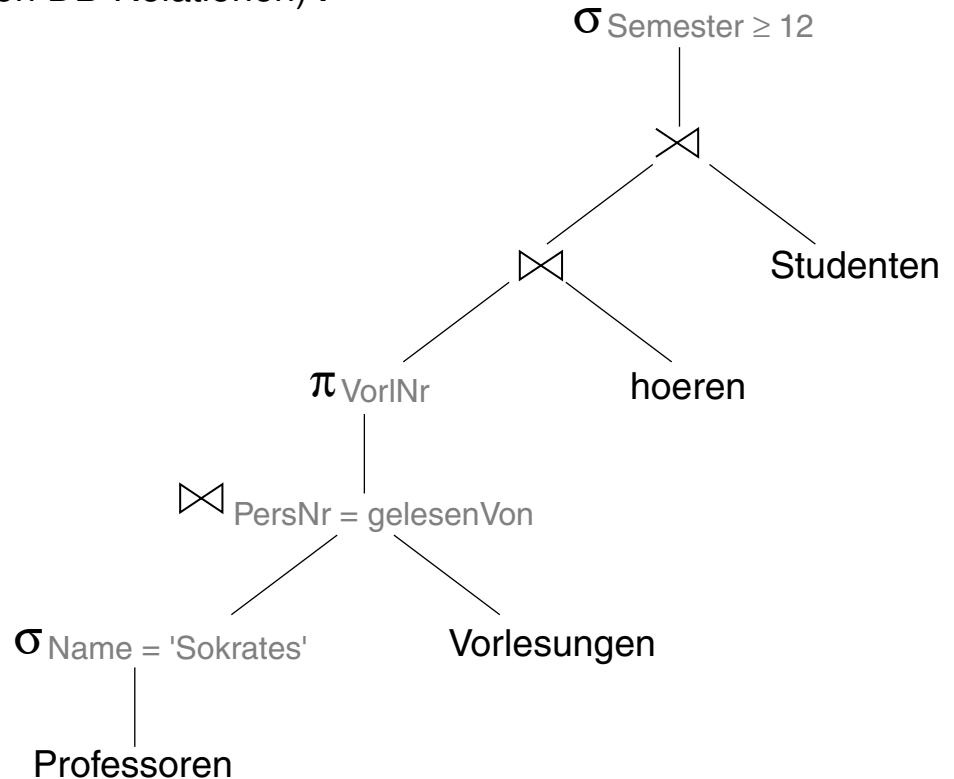 σ Semester ≥ 12
⋊
⋈
Studenten
π VorlNr
hoeren
⋈ PersNr = gelesenVon
σ Name = 'Sokrates'
Vorlesungen
Professoren